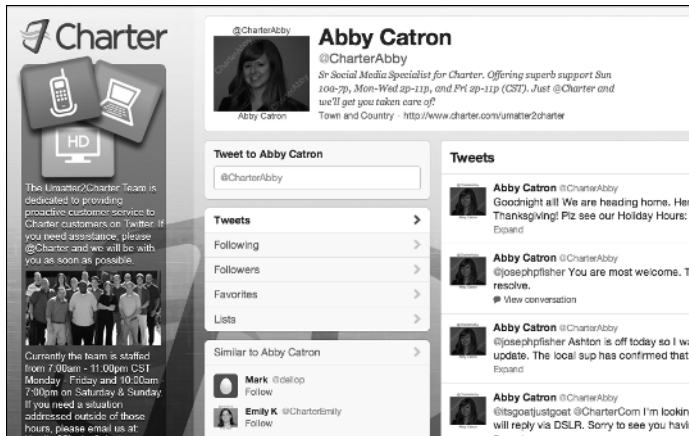 Charter
HD
The Umatter2Charter Team is
dedicated to providing
proactive customer service to
Charter customers on Twitter. If
you need assistance, please
@Charter and we will be with
you as soon as possible.
Currently the team is staffed
from 7:00am - 11:00pm CST
Monday - Friday and 10:00am
7:00pm on Saturday & Sunday.
If you need a situation
addressed outside of those
hours, please email us at:
@CharterAbby
Abby Catron
Abby Catron
@CharterAbby
Sr Social Media Specialist for Charter. Offering superb support Sun
10a-7p, Mon-Wed 2p-11p, and Fri 2p-11p (CST). Just @Charter and
we'll get you taken care of!
Town and Country · http://www.charter.com/umatter2charter
Tweet to Abby Catron
@CharterAbby
Tweets
Following
Followers
Favorites
Lists
Similar to Abby Catron
Mark @dellop
Follow
Emily K @CharterEmily
Follow
Tweets
Abby Catron @CharterAbby
Goodnight all! We are heading home. Her
Thanksgiving! Plz see our Holiday Hours:
Expand
Abby Catron @CharterAbby
@josephpfisher You are most welcome. T
resolve.
View conversation
Abby Catron @CharterAbby
@josephpfisher Ashton is off today so I wa
update. The local sup has confirmed that
Expand
Abby Catron @CharterAbby
@itsgoatjustgoat @CharterCom I'm lookin
will reply via DSLR. Sorry to see you havi